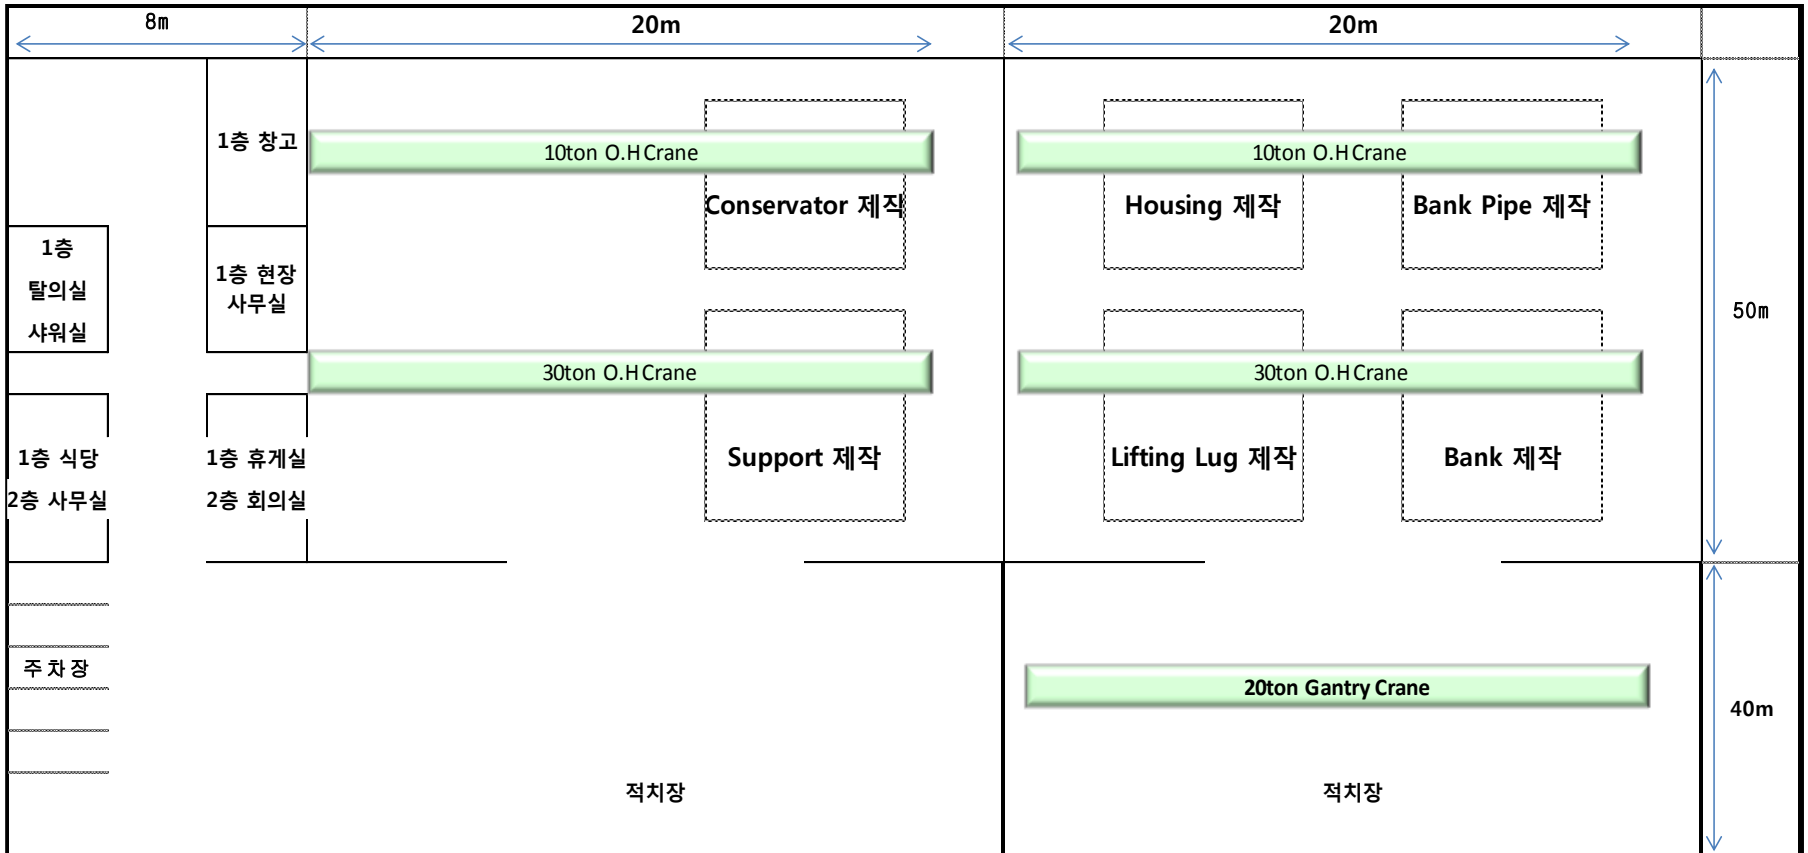 8m
20m
20m
1층 창고
10ton O.H Crane
10ton O.H Crane
Conservator 제작
Housing 제작
Bank Pipe 제작
1층
탈의실
샤워실
1층 현장
사무실
50m
30ton O.H Crane
30ton O.H Crane
1층 식당
2층 사무실
1층 휴게실
2층 회의실
Support 제작
Lifting Lug 제작
Bank 제작
주 차 장
20ton Gantry Crane
40m
적치장
적치장